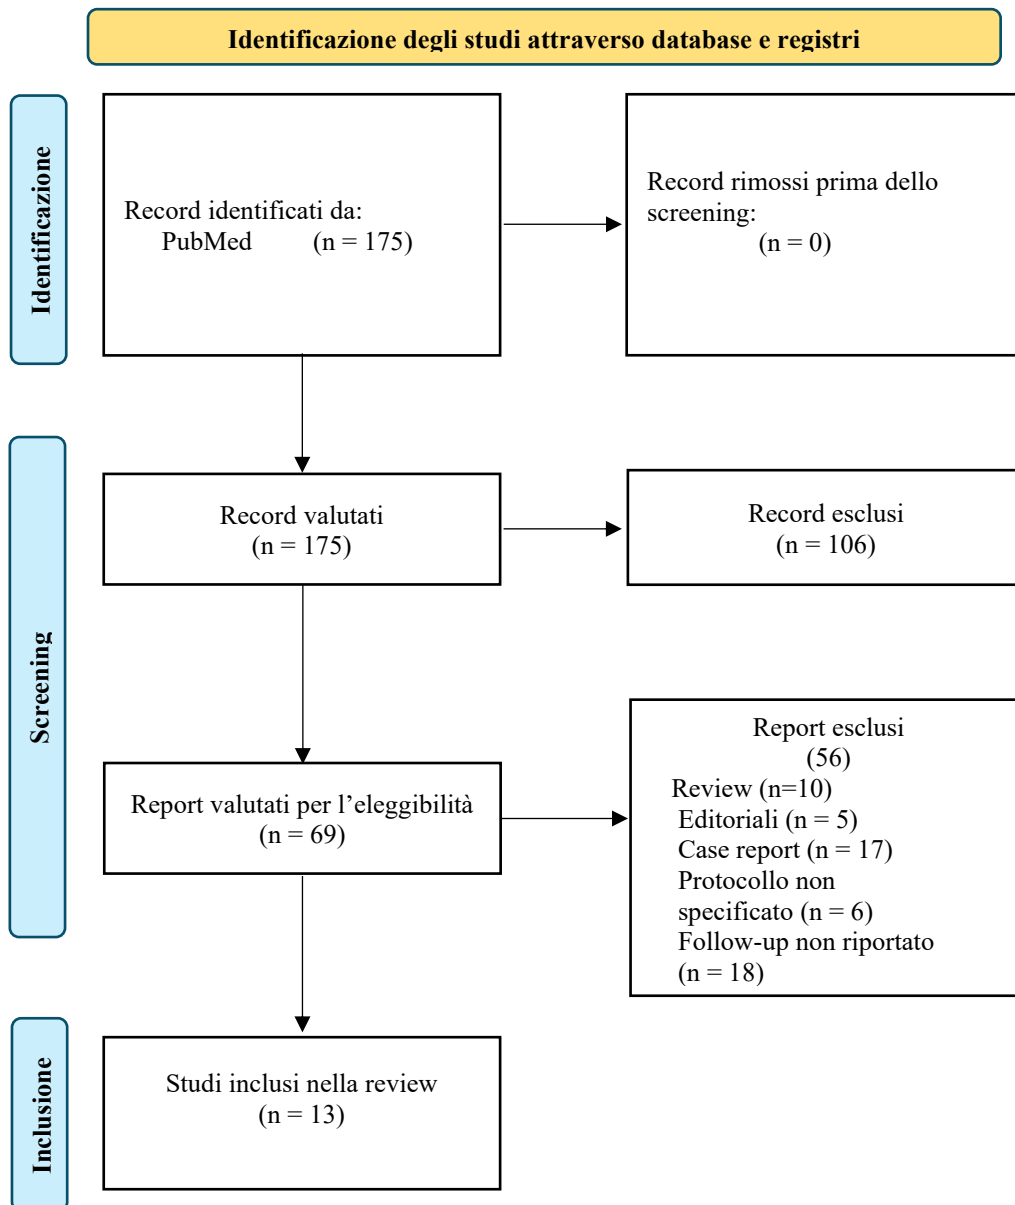 Identificazione degli studi attraverso database e registri
Identificazione
Record identificati da:
PubMed (n = 175)
Record rimossi prima dello
screening:
(n = 0)
Screening
Record valutati
(n = 175)
Record esclusi
(n = 106)
Report valutati per l’eleggibilità
(n = 69)
Report esclusi
(56)
Review (n=10)
Editoriali (n = 5)
Case report (n = 17)
Protocollo non
specificato (n = 6)
Follow-up non riportato
(n = 18)
Inclusione
Studi inclusi nella review
(n = 13)